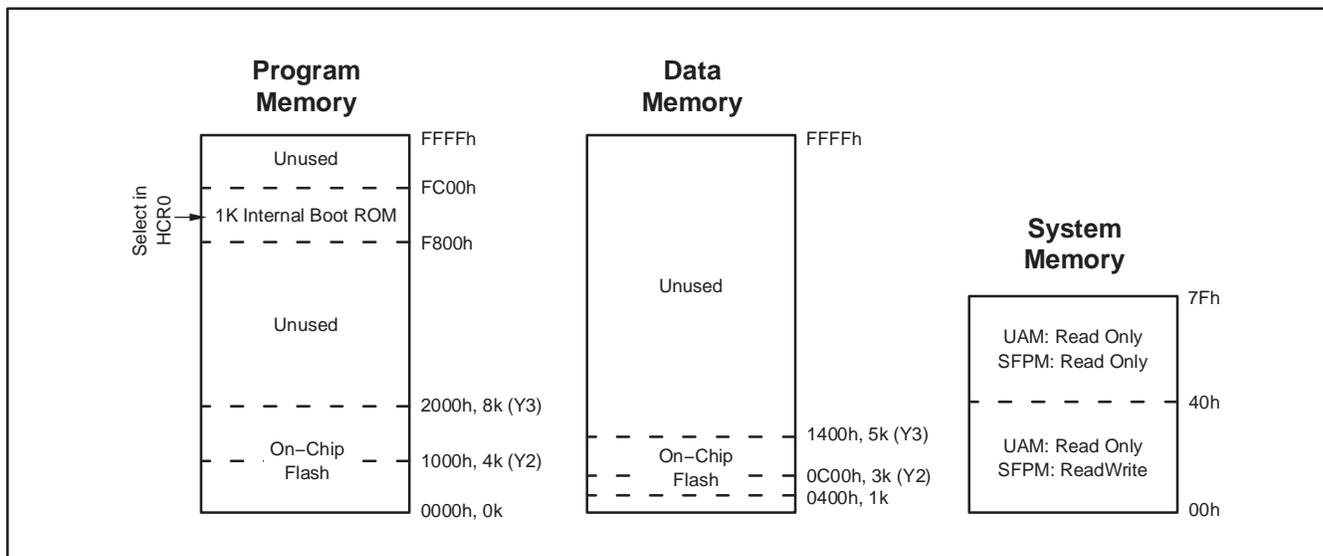 Program
Memory
FFFFh
Unused
FC00h
Select in
HCR0
1K Internal Boot ROM
F800h
Unused
2000h, 8k (Y3)
On−Chip
Flash
1000h, 4k (Y2)
0000h, 0k
Data
Memory
FFFFh
Unused
1400h, 5k (Y3)
On−Chip
Flash
0C00h, 3k (Y2)
0400h, 1k
System
Memory
7Fh
UAM: Read Only
SFPM: Read Only
40h
UAM: Read Only
SFPM: ReadWrite
00h